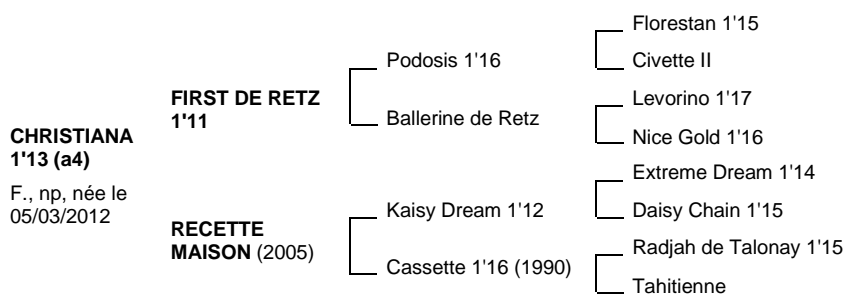 CHRISTIANA
1'13 (a4)
F., np, née le
05/03/2012
FIRST DE RETZ
1'11
RECETTE
MAISON (2005)
Podosis 1'16
Ballerine de Retz
Kaisy Dream 1'12
Cassette 1'16 (1990)
Florestan 1'15
Civette II
Levorino 1'17
Nice Gold 1'16
Extreme Dream 1'14
Daisy Chain 1'15
Radjah de Talonay 1'15
Tahitienne